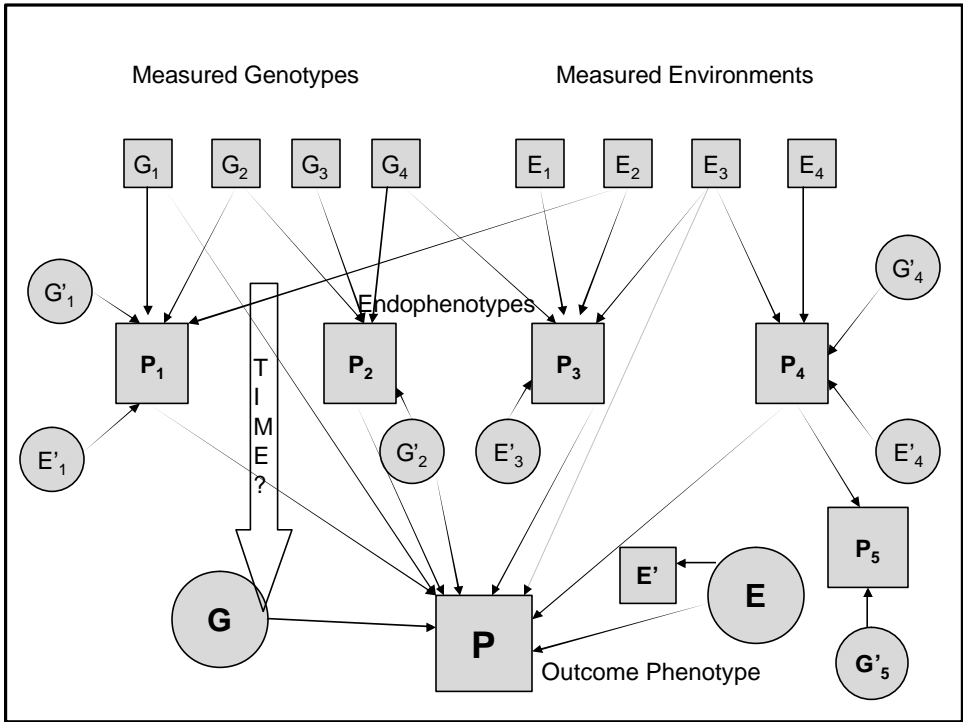 Measured Genotypes
Measured Environments
G₁ G₂ G₃ G₄ E₁ E₂ E₃ E₄
G’₁
G’₄
Endophenotypes
P₁
P₂
P₃
P₄
T
I
M
E
?
E'₁
G’₂
E’₃
E’₄
P₅
E’
E
G
P
G’₅
Outcome Phenotype